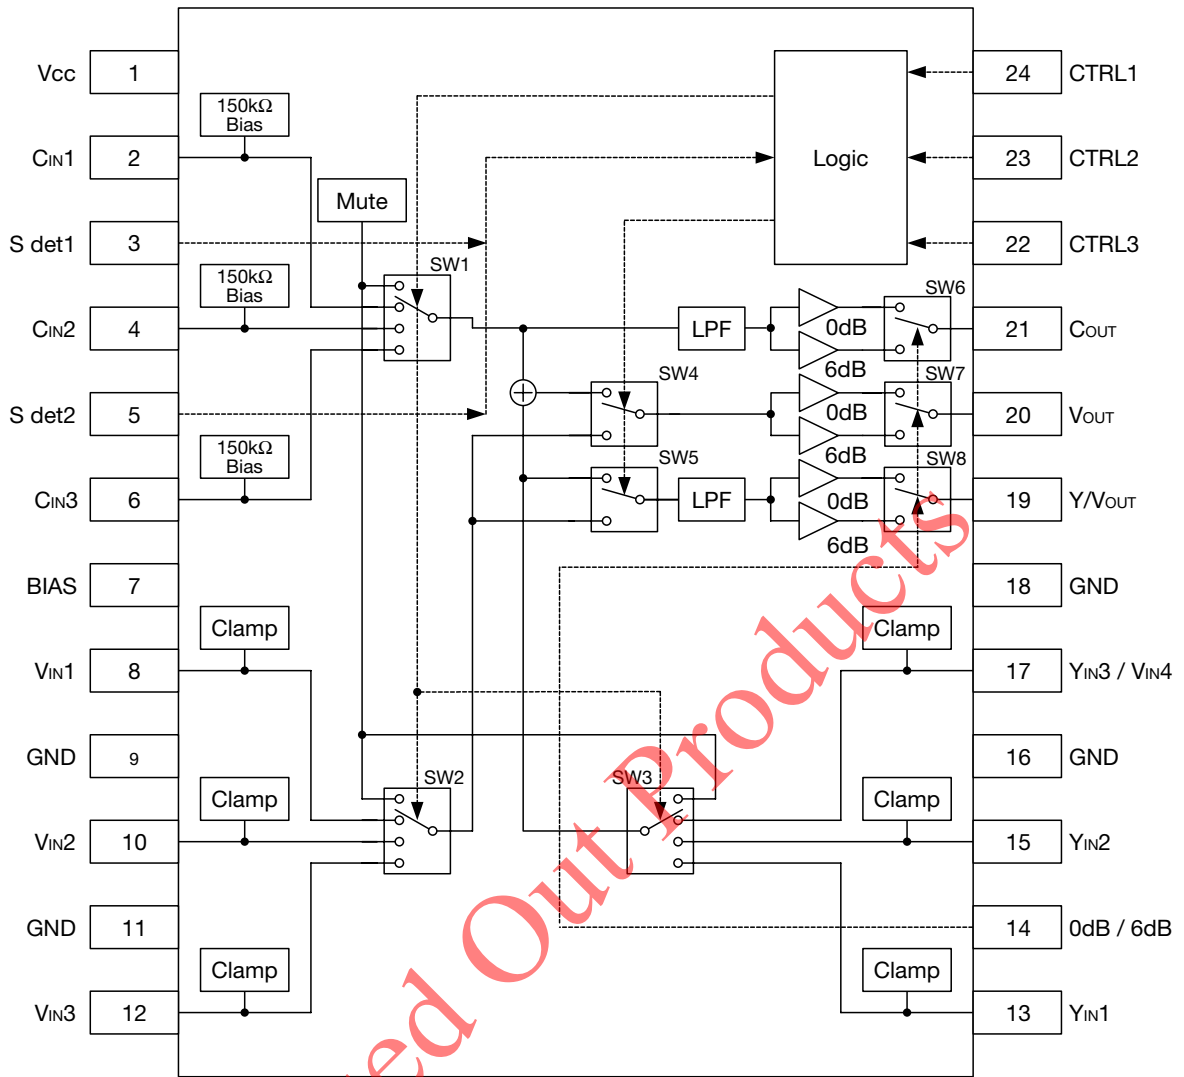 Vcc 1
150kΩ
Bias
CIN1 2
Mute
S det1 3
150kΩ
Bias
CIN2 4
S det2 5
150kΩ
Bias
CIN3 6
BIAS 7
Clamp
VIN1 8
GND 9
Clamp
VIN2 10
GND 11
Clamp
VIN3 12
SW1
SW2
SW3
Logic
LPF
0dB
6dB
SW6
SW4
0dB
6dB
SW7
SW5
LPF
0dB
6dB
SW8
24 CTRL1
23 CTRL2
22 CTRL3
21 COUT
20 VOUT
19 Y/VOUT
18 GND
Clamp
17 YIN3 / VIN4
16 GND
Clamp
15 YIN2
14 0dB / 6dB
Clamp
13 YIN1
Out Products